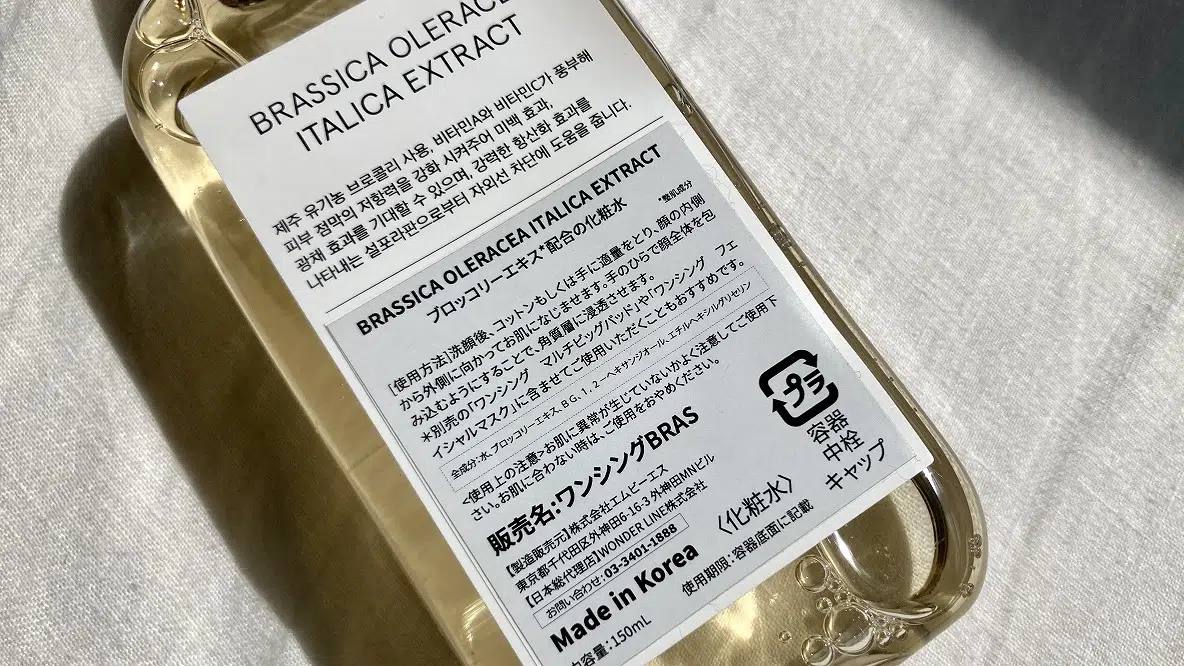 BRASSICA OLERACEA
ITALICA EXTRACT
제주 유기농 브로콜리 사용, 비타민A와 비타민C가 풍부해
피부 점막의 저항력을 강화 시켜주어 미백 효과,
광채 효과를 기대할 수 있으며, 강력한 항산화 효과를
나타내는 설포라판으로부터 자외선 차단에 도움을 줍니다.
BRASSICA OLERACEA ITALICA EXTRACT
ブロッコリーエキス*配合の化粧水
*整肌成分
[使用方法]洗顔後、コットンもしくは手に適量をとり、顔の内側
から外側に向かってお肌になじませます。手のひらで顔全体を包
み込むようにすることで、角質層に浸透させます。
*別売の「ワンシング マルチビッグパッド」や「ワンシング フェ
イシャルマスク」に含ませてご使用いただくこともおすすめです。
全成分:水、ブロッコリーエキス、BG、1,2-ヘキサンジオール、エチルヘキシルグリセリン
<使用上の注意>お肌に異常が生じていないかよく注意してご使用下
さい。お肌に合わない時は、ご使用をおやめください。
販売名:ワンシングBRAS
【製造販売元】株式会社エムビーエス
東京都千代田区外神田6-16-3 外神田MNビル
【日本総代理店】WONDER LINE株式会社
お問い合わせ:03-3401-1888
Made in Korea
内容量:150mL
〈化粧水〉
使用期限:容器底面に記載
プラ
容器
中栓
キャップ